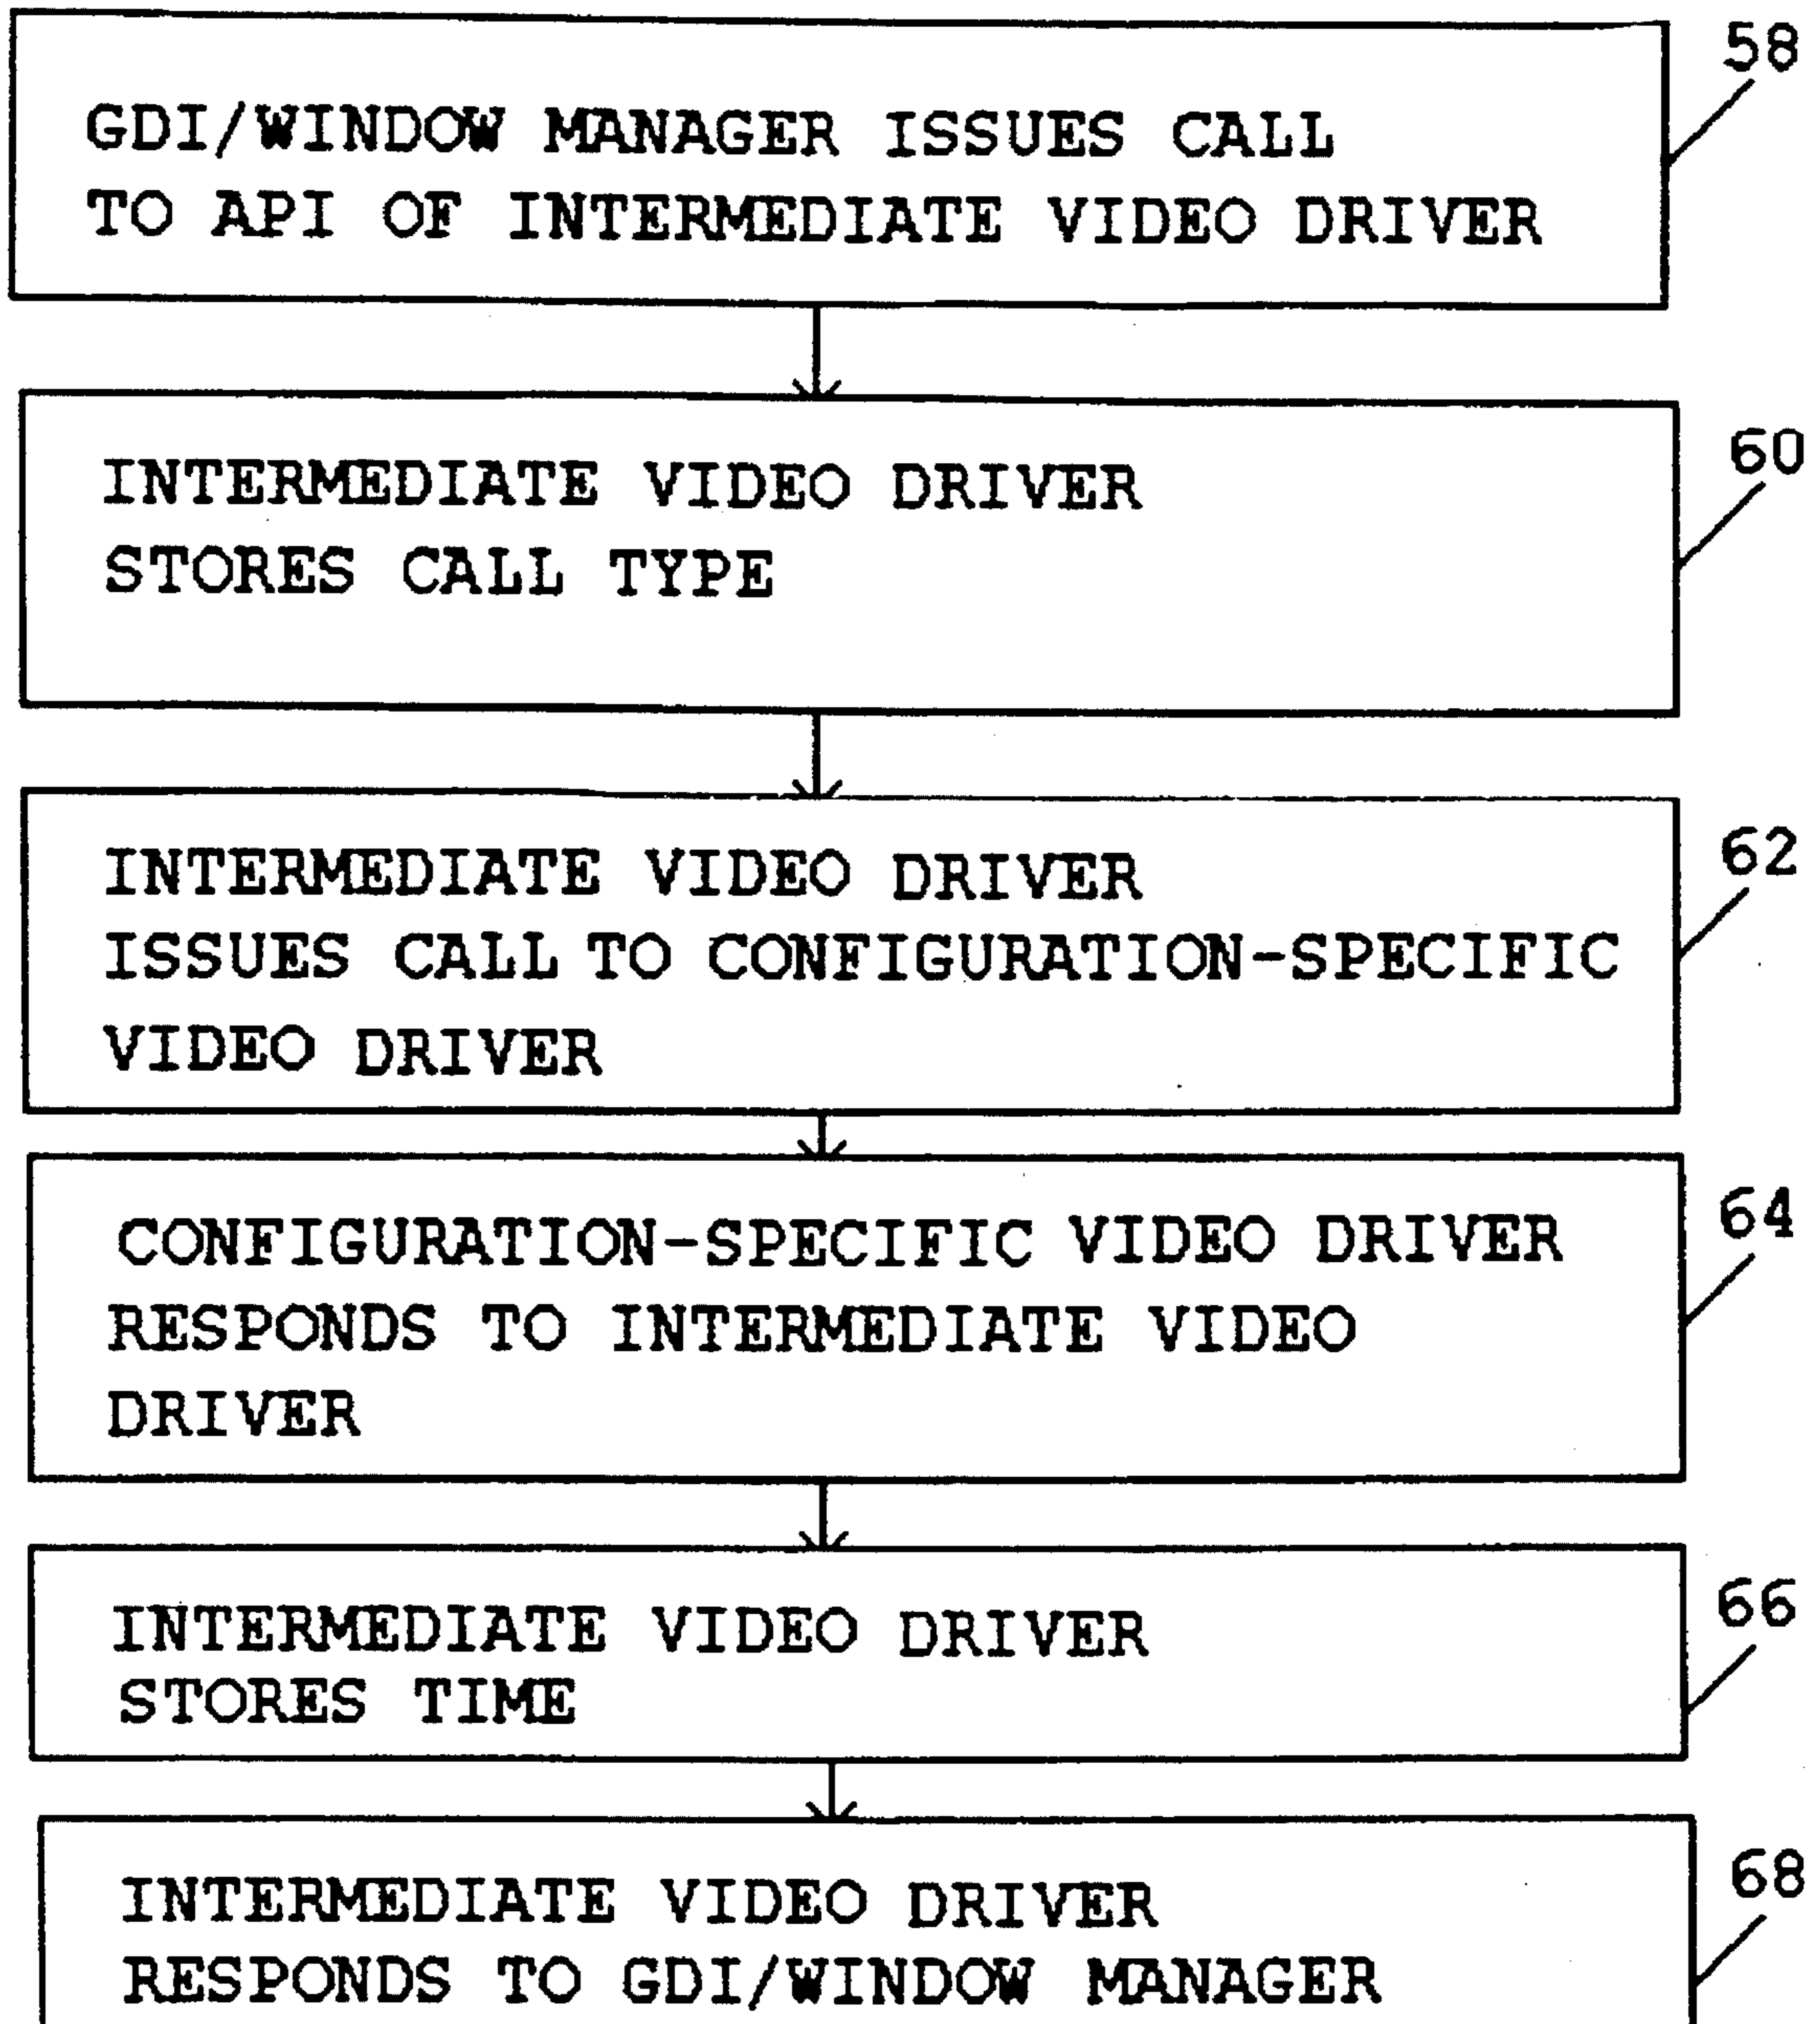 58
GDI/WINDOW MANAGER ISSUES CALL
TO API OF INTERMEDIATE VIDEO DRIVER
60
INTERMEDIATE VIDEO DRIVER
STORES CALL TYPE
62
INTERMEDIATE VIDEO DRIVER
ISSUES CALL TO CONFIGURATION-SPECIFIC
VIDEO DRIVER
64
CONFIGURATION-SPECIFIC VIDEO DRIVER
RESPONDS TO INTERMEDIATE VIDEO
DRIVER
66
INTERMEDIATE VIDEO DRIVER
STORES TIME
68
INTERMEDIATE VIDEO DRIVER
RESPONDS TO GDI/WINDOW MANAGER